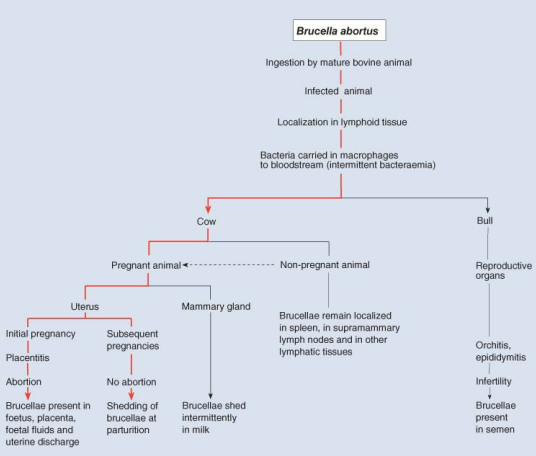 Brucella abortus
Ingestion by mature bovine animal
Infected animal
Localization in lymphoid tissue
Bacteria carried in macrophages
to bloodstream (intermittent bacteraemia)
Cow
Bull
Pregnant animal
Non-pregnant animal
Reproductive
organs
Uterus
Mammary gland
Brucellae remain localized
in spleen, in supramammary
lymph nodes and in other
lymphatic tissues
Initial pregnancy
Subsequent
pregnancies
Placentitis
Orchitis,
epididymitis
Abortion
No abortion
Infertility
Brucellae present in
foetus, placenta,
foetal fluids and
uterine discharge
Shedding of
brucellae at
parturition
Brucellae shed
intermittently
in milk
Brucellae
present
in semen